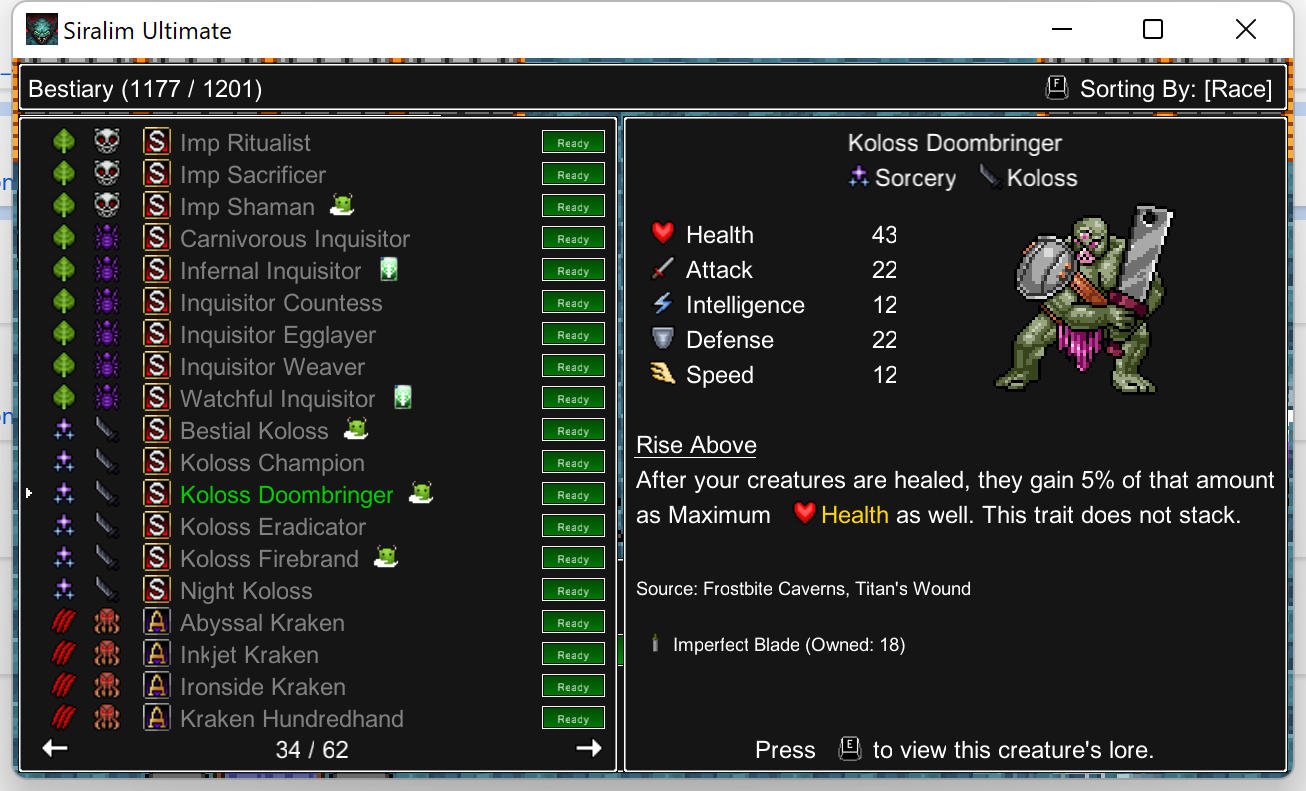 Siralim Ultimate
Bestiary (1177 / 1201)
F Sorting By: [Race]
S Imp Ritualist Ready
S Imp Sacrificer Ready
S Imp Shaman Ready
S Carnivorous Inquisitor Ready
S Infernal Inquisitor Ready
S Inquisitor Countess Ready
S Inquisitor Egglayer Ready
S Inquisitor Weaver Ready
S Watchful Inquisitor Ready
S Bestial Koloss Ready
S Koloss Champion Ready
S Koloss Doombringer Ready
S Koloss Eradicator Ready
S Koloss Firebrand Ready
S Night Koloss Ready
A Abyssal Kraken Ready
A Inkjet Kraken Ready
A Ironside Kraken Ready
A Kraken Hundredhand Ready
34 / 62
Koloss Doombringer
Sorcery Koloss
Health 43
Attack 22
Intelligence 12
Defense 22
Speed 12
Rise Above
After your creatures are healed, they gain 5% of that amount
as Maximum Health as well. This trait does not stack.
Source: Frostbite Caverns, Titan's Wound
Imperfect Blade (Owned: 18)
Press E to view this creature's lore.